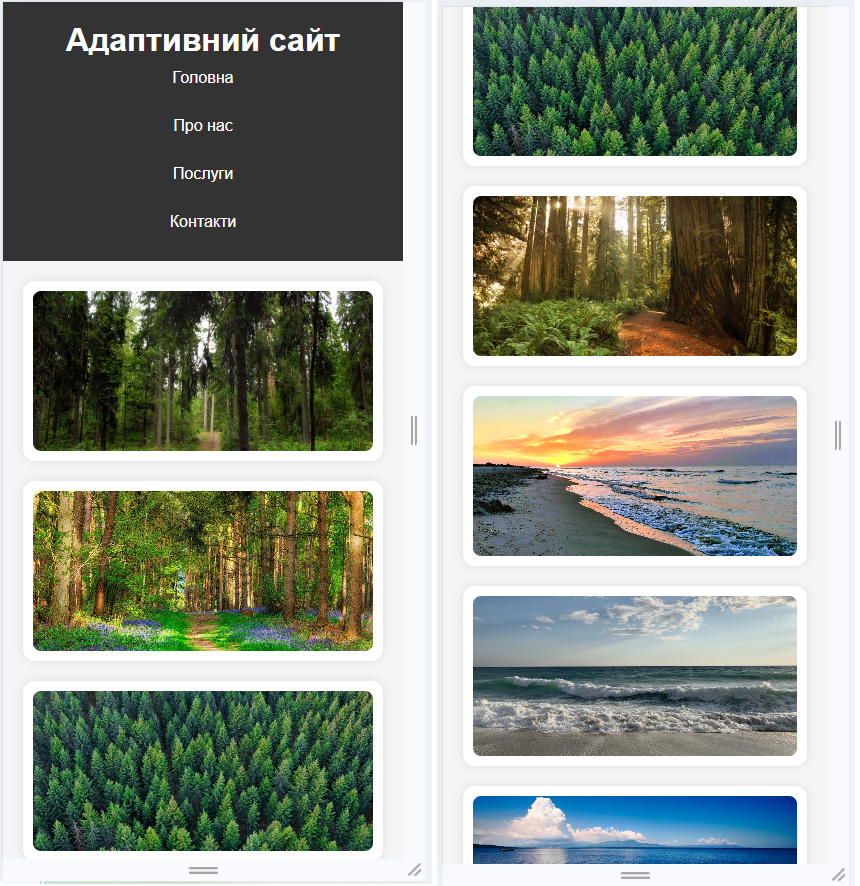 Адаптивний сайт
Головна
Про нас
Послуги
Контакти